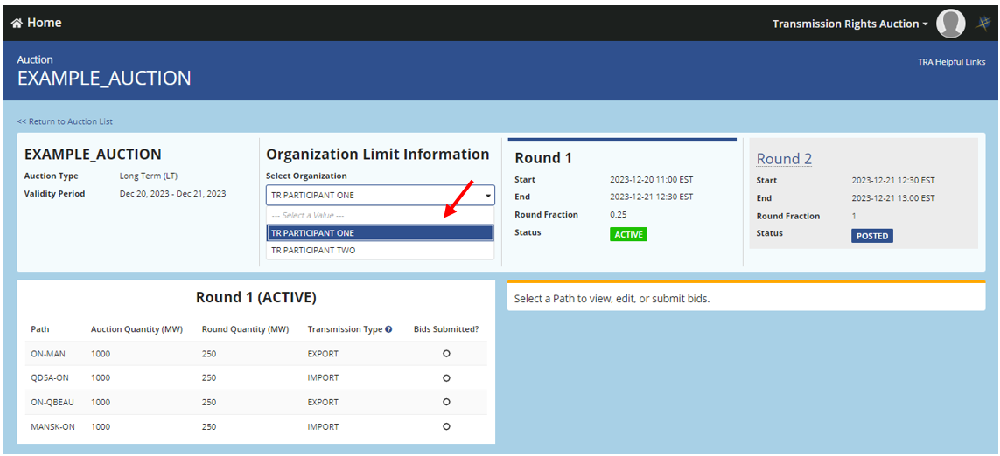 Home
Transmission Rights Auction
Auction
EXAMPLE_AUCTION
TRA Helpful Links
<< Return to Auction List
EXAMPLE_AUCTION
Auction Type Long Term (LT)
Validity Period Dec 20, 2023 - Dec 21, 2023
Organization Limit Information
Select Organization
TR PARTICIPANT ONE
--- Select a Value ---
TR PARTICIPANT ONE
TR PARTICIPANT TWO
Round 1
Start 2023-12-20 11:00 EST
End 2023-12-21 12:30 EST
Round Fraction 0.25
Status ACTIVE
Round 2
Start 2023-12-21 12:30 EST
End 2023-12-21 13:00 EST
Round Fraction 1
Status POSTED
Round 1 (ACTIVE)
Path Auction Quantity (MW) Round Quantity (MW) Transmission Type ? Bids Submitted?
ON-MAN 1000 250 EXPORT
QD5A-ON 1000 250 IMPORT
ON-QBEAU 1000 250 EXPORT
MANSK-ON 1000 250 IMPORT
Select a Path to view, edit, or submit bids.